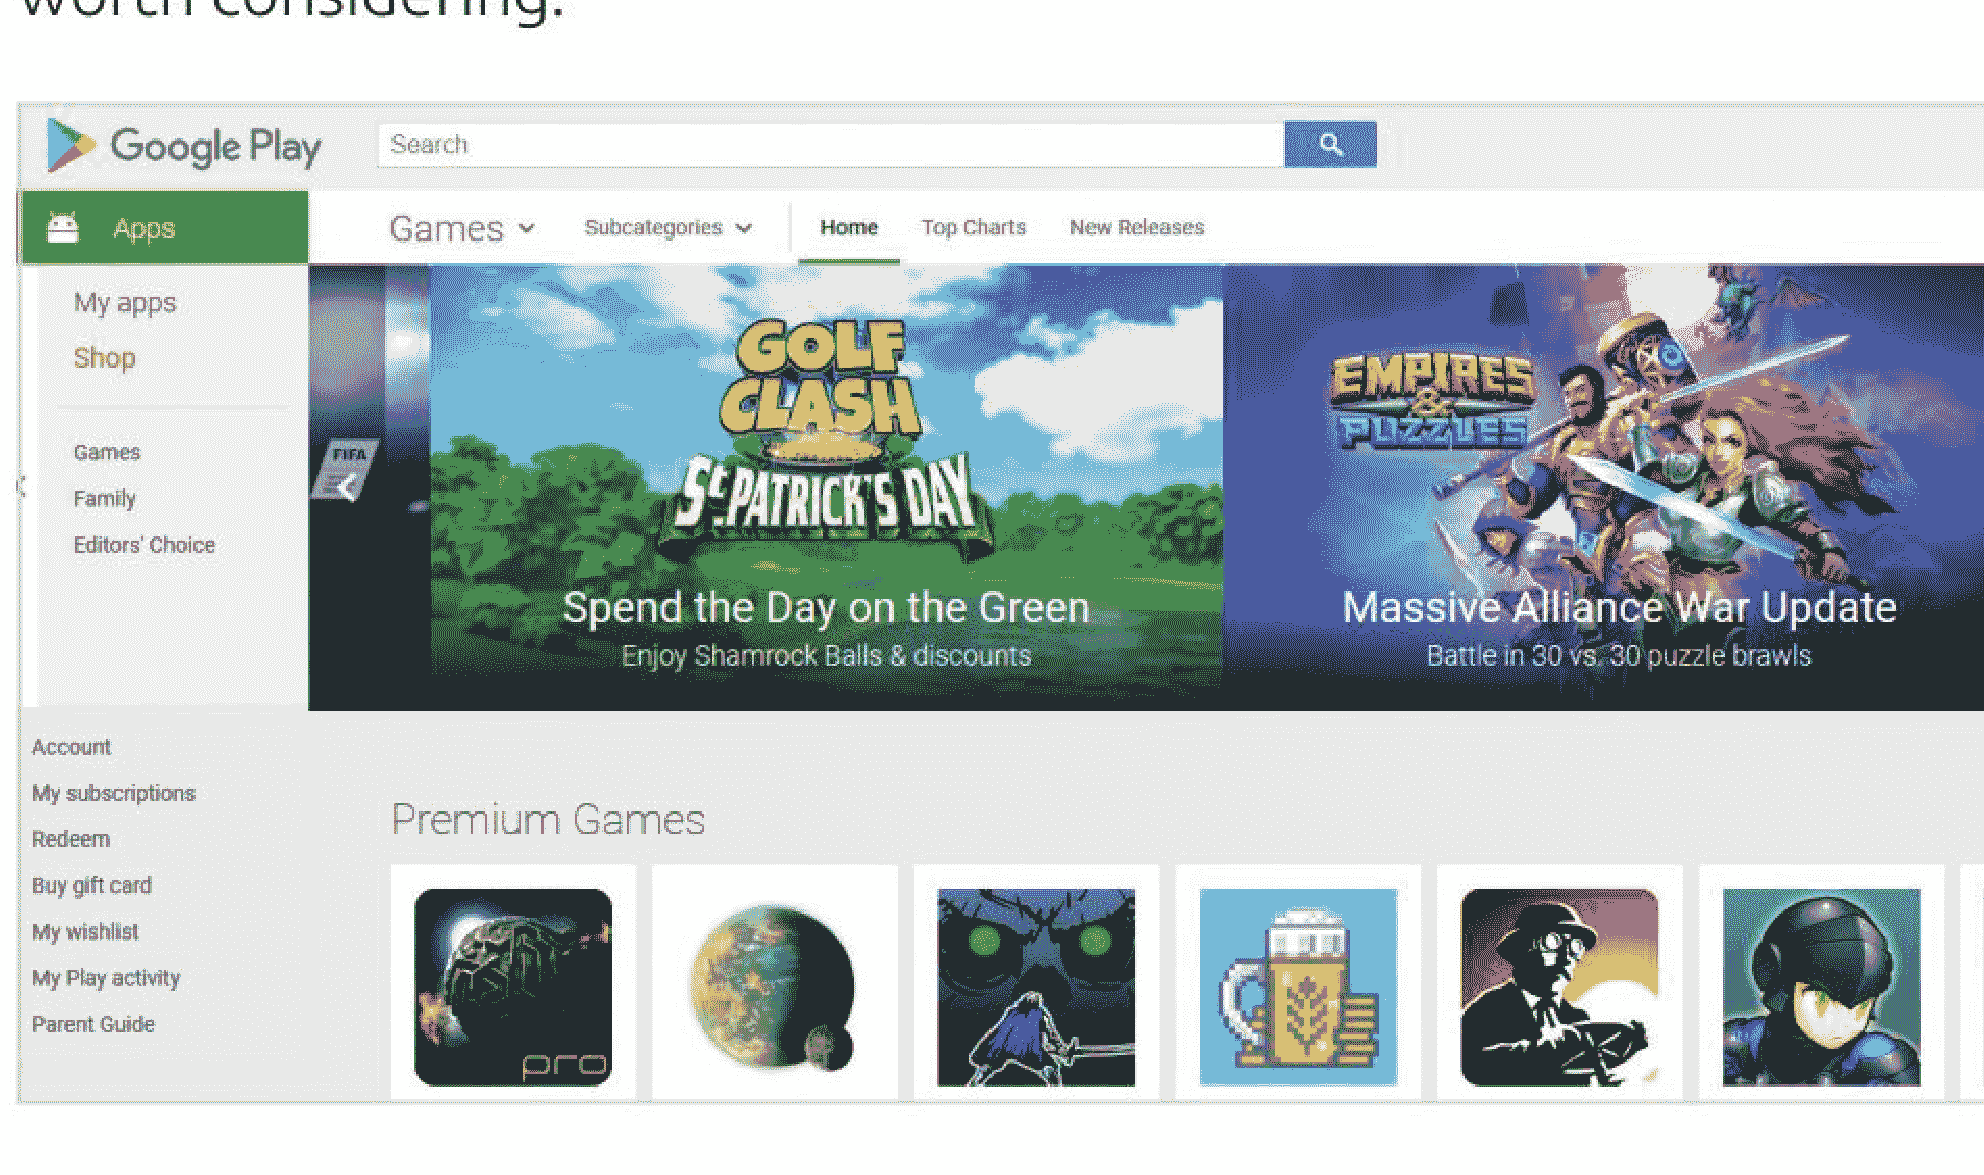 worth considering.
Google Play
Search
Apps
Games
Subcategories
Home
Top Charts
New Releases
My apps
Shop
Games
Family
Editors' Choice
FIFA
GOLF
CLASH
ST. PATRICK'S DAY
Spend the Day on the Green
Enjoy Shamrock Balls & discounts
EMPIRES
&
PUZZLES
Massive Alliance War Update
Battle in 30 vs. 30 puzzle brawls
Account
My subscriptions
Redeem
Buy gift card
My wishlist
My Play activity
Parent Guide
Premium Games
pro